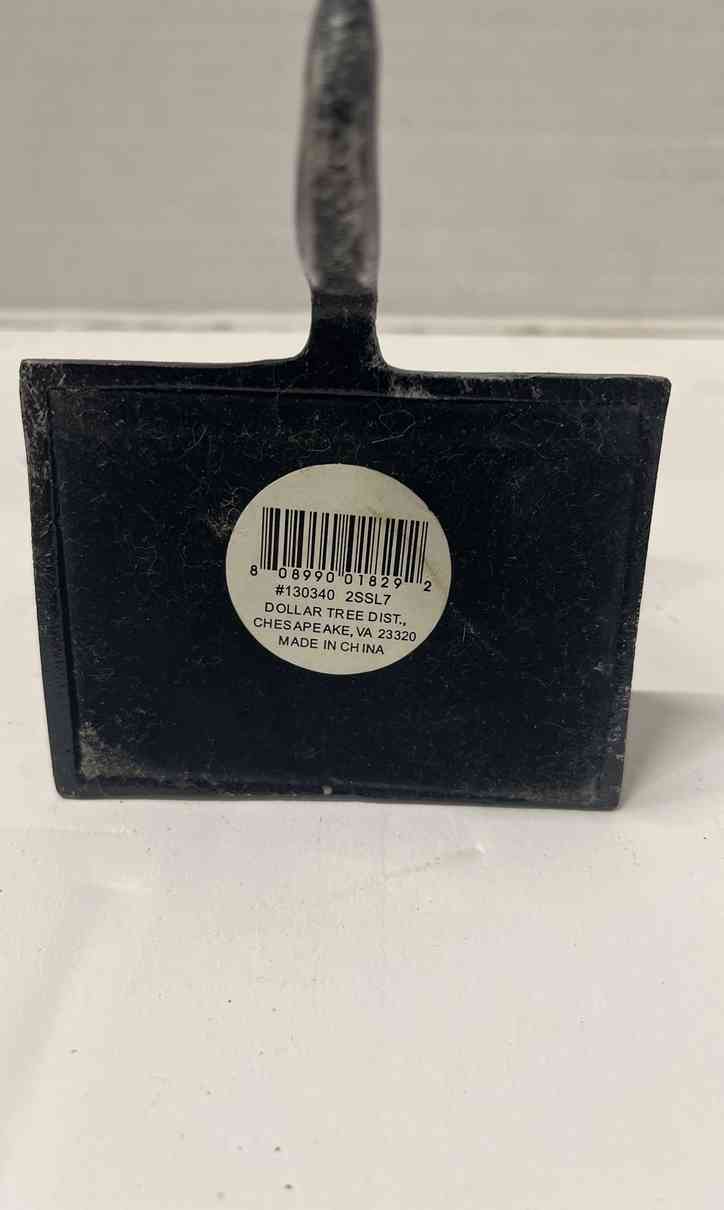 8 08990 01829 2
#130340 2SSL7
DOLLAR TREE DIST.,
CHESAPEAKE, VA 23320
MADE IN CHINA